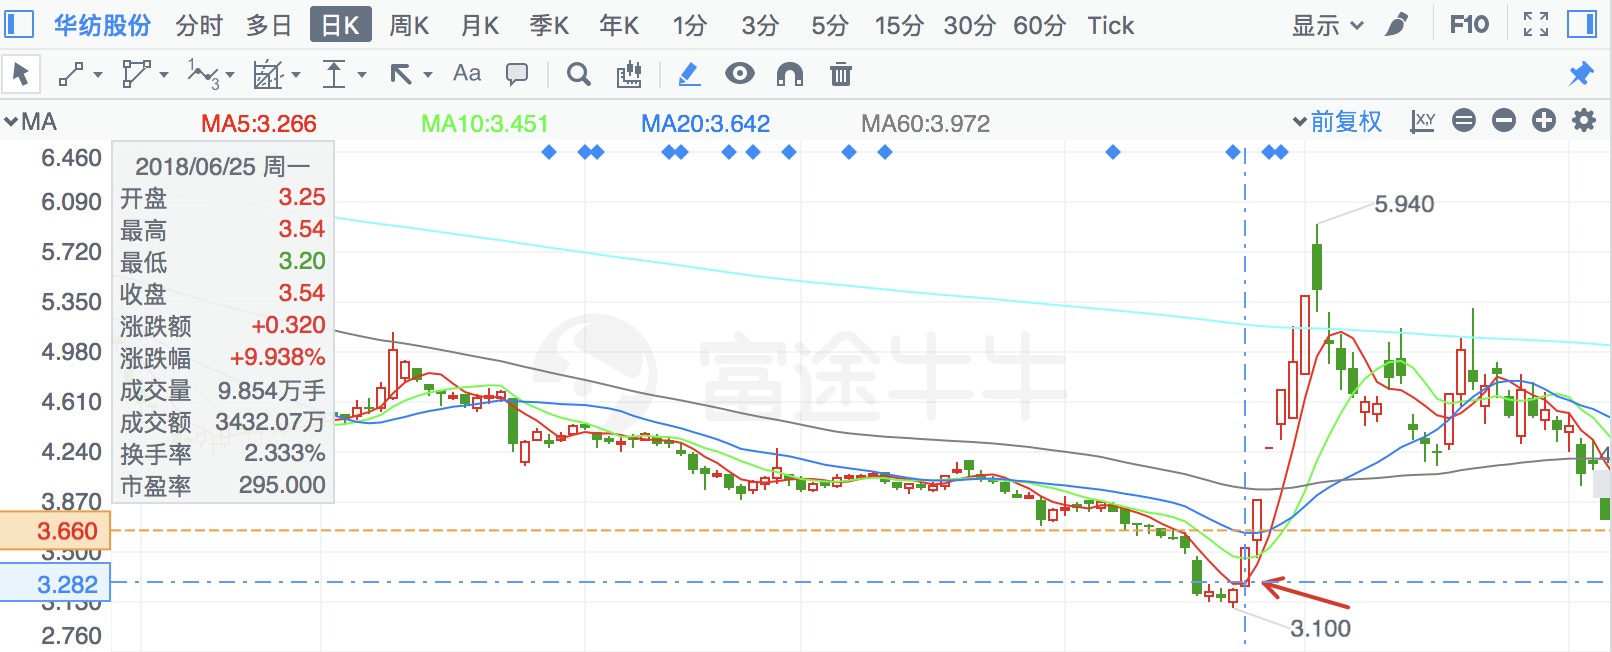 华纺股份 分时 多日 日K 周K 月K 季K 年K 1分 3分 5分 15分 30分 60分 Tick 显示 F10
1 3 Aa
MA MA5:3.266 MA10:3.451 MA20:3.642 MA60:3.972 前复权 X,Y
6.460
6.090
5.720
5.350
4.980
4.610
4.240
3.870
3.660
3.500
3.282
3.130
2.760
2018/06/25 周一
开盘 3.25
最高 3.54
最低 3.20
收盘 3.54
涨跌额 +0.320
涨跌幅 +9.938%
成交量 9.854万手
成交额 3432.07万
换手率 2.333%
市盈率 295.000
富途牛牛
5.940
3.100